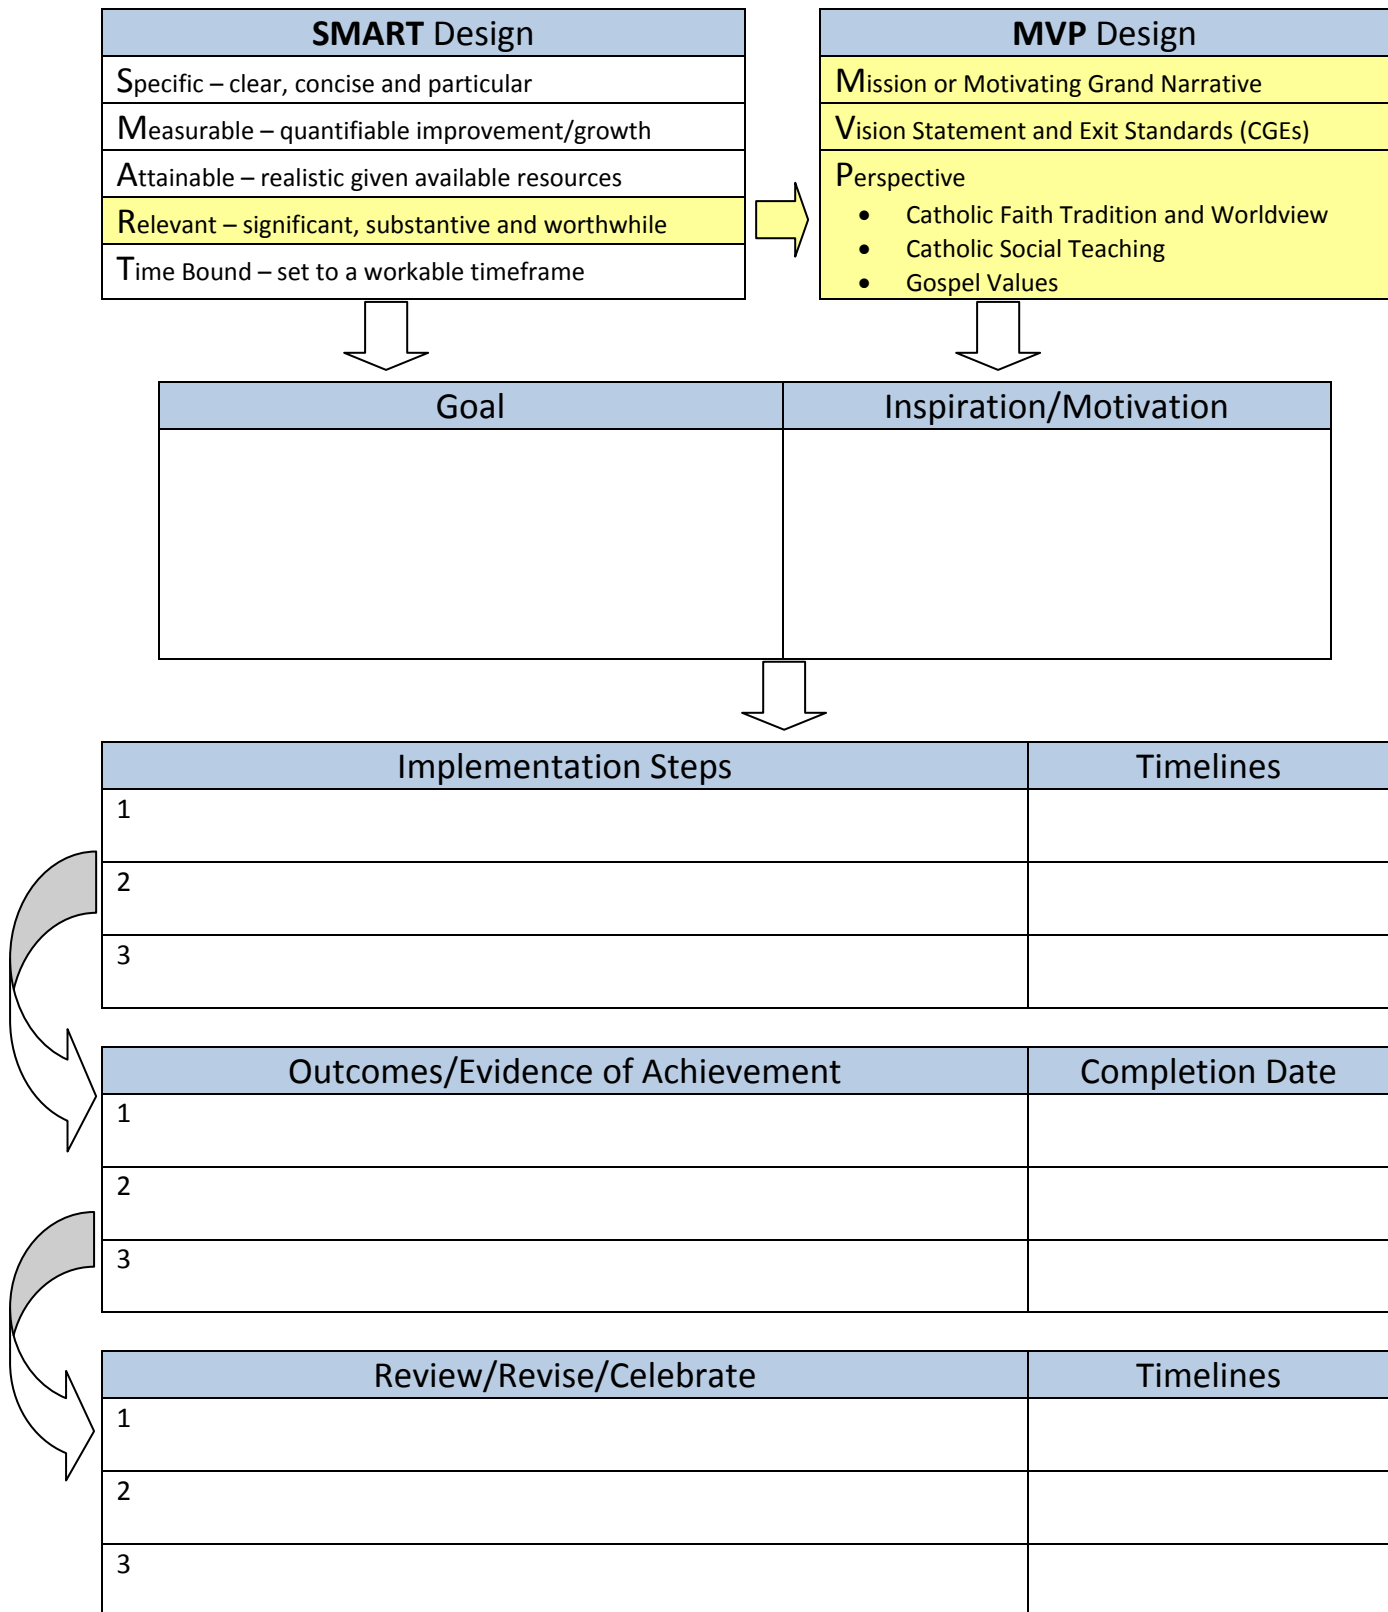 SMART Design
Specific – clear, concise and particular
Measurable – quantifiable improvement/growth
Attainable – realistic given available resources
Relevant – significant, substantive and worthwhile
Time Bound – set to a workable timeframe
MVP Design
Mission or Motivating Grand Narrative
Vision Statement and Exit Standards (CGEs)
Perspective
• Catholic Faith Tradition and Worldview
• Catholic Social Teaching
• Gospel Values
Goal
Inspiration/Motivation
Implementation Steps
Timelines
1
2
3
Outcomes/Evidence of Achievement
Completion Date
1
2
3
Review/Revise/Celebrate
Timelines
1
2
3